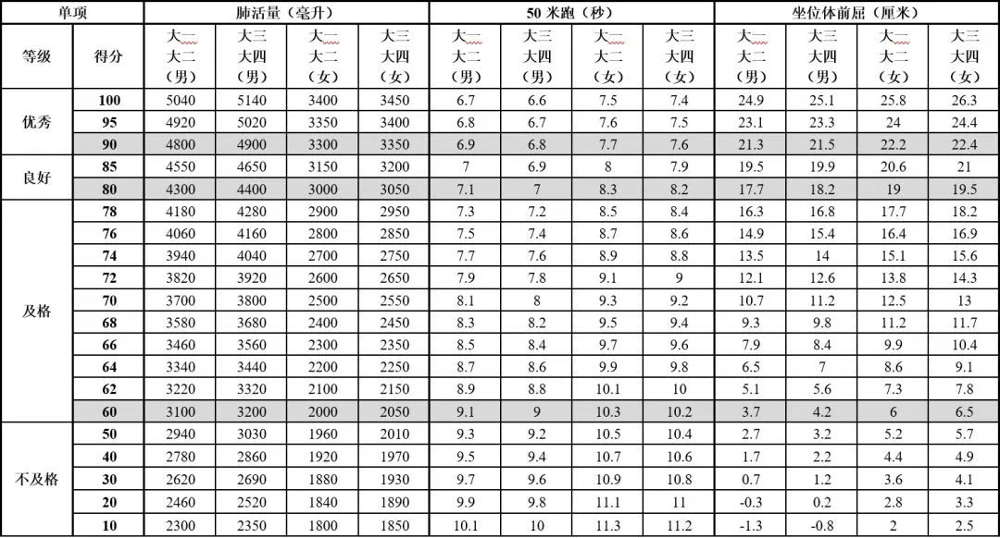 单项 肺活量（毫升） 50 米跑（秒） 坐位体前屈（厘米）
等级 得分 大一大二（男） 大三大四（男） 大一大二（女） 大三大四（女） 大一大二（男） 大三大四（男） 大一大二（女） 大三大四（女） 大一大二（男） 大三大四（男） 大一大二（女） 大三大四（女）
优秀 100 5040 5140 3400 3450 6.7 6.6 7.5 7.4 24.9 25.1 25.8 26.3
95 4920 5020 3350 3400 6.8 6.7 7.6 7.5 23.1 23.3 24 24.4
90 4800 4900 3300 3350 6.9 6.8 7.7 7.6 21.3 21.5 22.2 22.4
良好 85 4550 4650 3150 3200 7 6.9 8 7.9 19.5 19.9 20.6 21
80 4300 4400 3000 3050 7.1 7 8.3 8.2 17.7 18.2 19 19.5
及格 78 4180 4280 2900 2950 7.3 7.2 8.5 8.4 16.3 16.8 17.7 18.2
76 4060 4160 2800 2850 7.5 7.4 8.7 8.6 14.9 15.4 16.4 16.9
74 3940 4040 2700 2750 7.7 7.6 8.9 8.8 13.5 14 15.1 15.6
72 3820 3920 2600 2650 7.9 7.8 9.1 9 12.1 12.6 13.8 14.3
70 3700 3800 2500 2550 8.1 8 9.3 9.2 10.7 11.2 12.5 13
68 3580 3680 2400 2450 8.3 8.2 9.5 9.4 9.3 9.8 11.2 11.7
66 3460 3560 2300 2350 8.5 8.4 9.7 9.6 7.9 8.4 9.9 10.4
64 3340 3440 2200 2250 8.7 8.6 9.9 9.8 6.5 7 8.6 9.1
62 3220 3320 2100 2150 8.9 8.8 10.1 10 5.1 5.6 7.3 7.8
60 3100 3200 2000 2050 9.1 9 10.3 10.2 3.7 4.2 6 6.5
不及格 50 2940 3030 1960 2010 9.3 9.2 10.5 10.4 2.7 3.2 5.2 5.7
40 2780 2860 1920 1970 9.5 9.4 10.7 10.6 1.7 2.2 4.4 4.9
30 2620 2690 1880 1930 9.7 9.6 10.9 10.8 0.7 1.2 3.6 4.1
20 2460 2520 1840 1890 9.9 9.8 11.1 11 -0.3 0.2 2.8 3.3
10 2300 2350 1800 1850 10.1 10 11.3 11.2 -1.3 -0.8 2 2.5